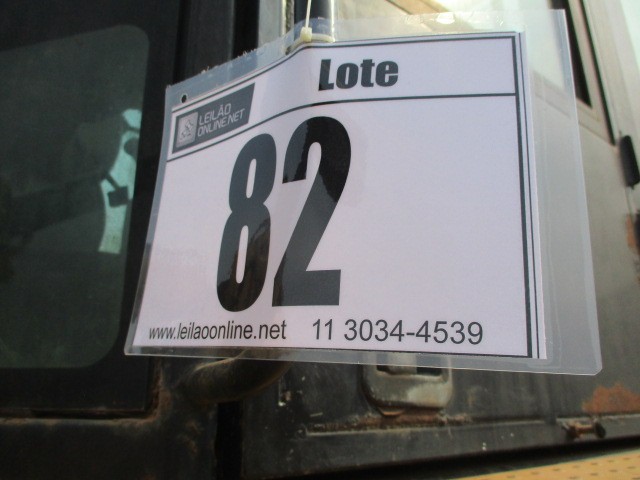 Lote
LEILÃO
ONLINE.NET
82
www.leilaoonline.net 11 3034-4539